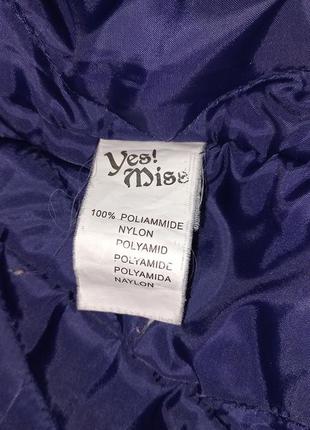 Yes!
Miss
100% POLIAMMIDE
NYLON
POLYAMID
POLYAMIDE
POLYAMIDA
NAYLON